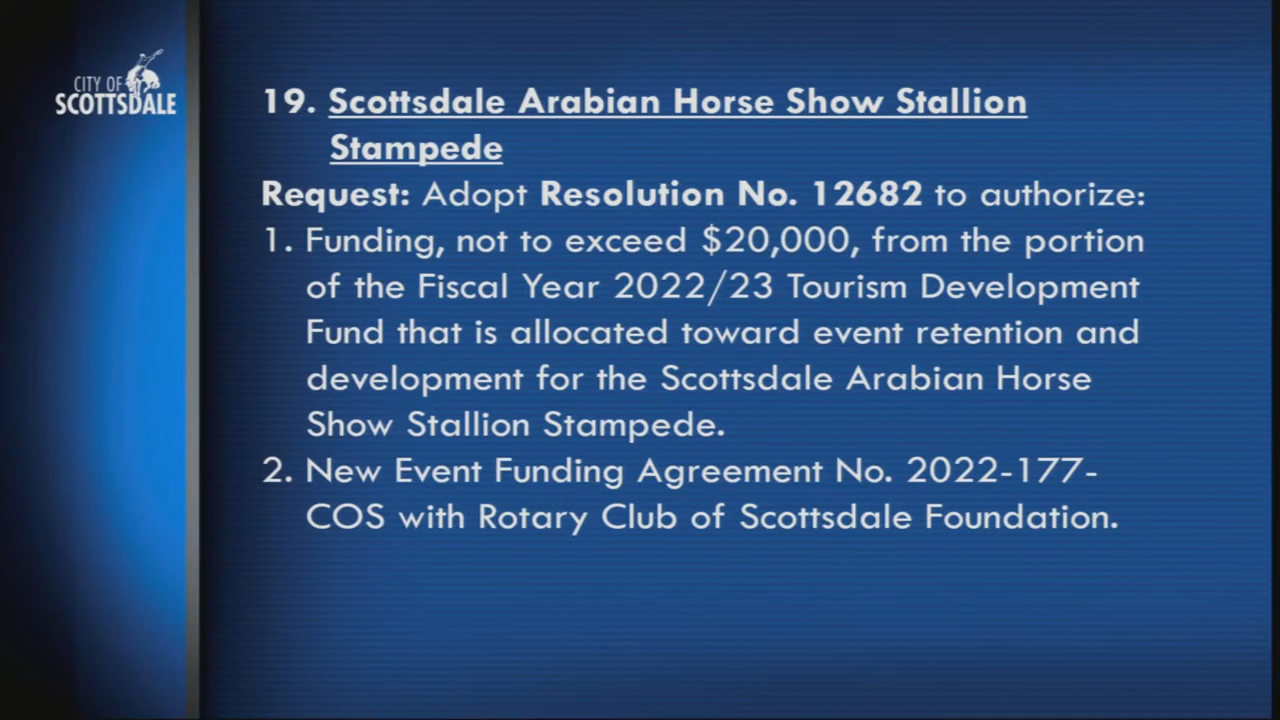 CITY OF
SCOTTSDALE
19. Scottsdale Arabian Horse Show Stallion
Stampede
Request: Adopt Resolution No. 12682 to authorize:
1. Funding, not to exceed $20,000, from the portion
of the Fiscal Year 2022/23 Tourism Development
Fund that is allocated toward event retention and
development for the Scottsdale Arabian Horse
Show Stallion Stampede.
2. New Event Funding Agreement No. 2022-177-
COS with Rotary Club of Scottsdale Foundation.